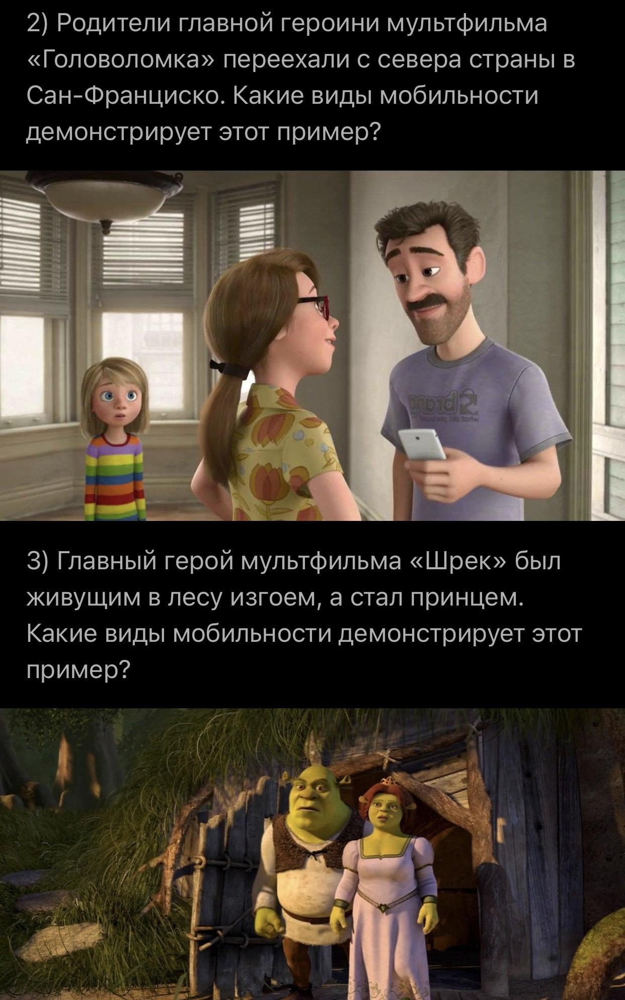 2) Родители главной героини мультфильма
«Головоломка» переехали с севера страны в
Сан-Франциско. Какие виды мобильности
демонстрирует этот пример?
3) Главный герой мультфильма «Шрек» был
живущим в лесу изгоем, а стал принцем.
Какие виды мобильности демонстрирует этот
пример?